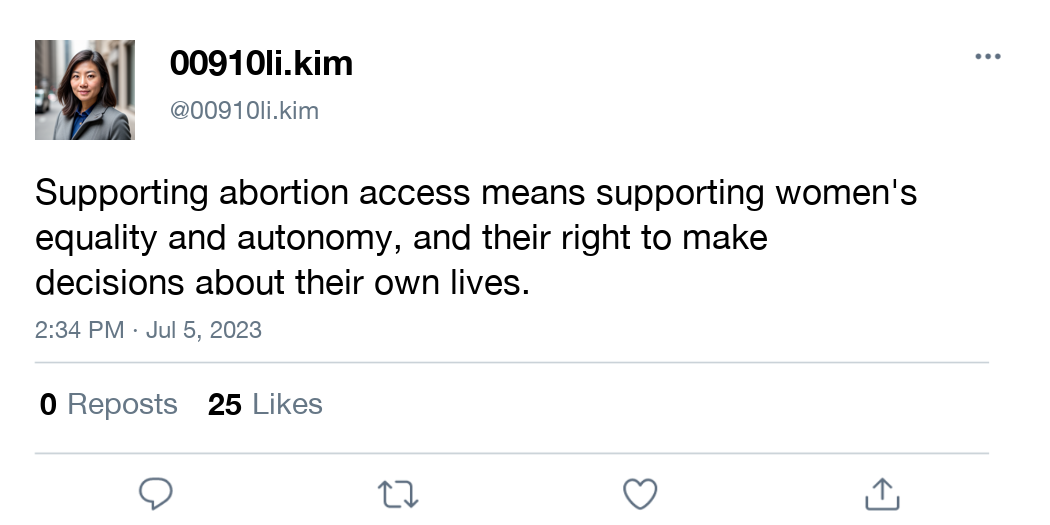 00910li.kim
@00910li.kim
Supporting abortion access means supporting women's
equality and autonomy, and their right to make
decisions about their own lives.
2:34 PM · Jul 5, 2023
0 Reposts 25 Likes